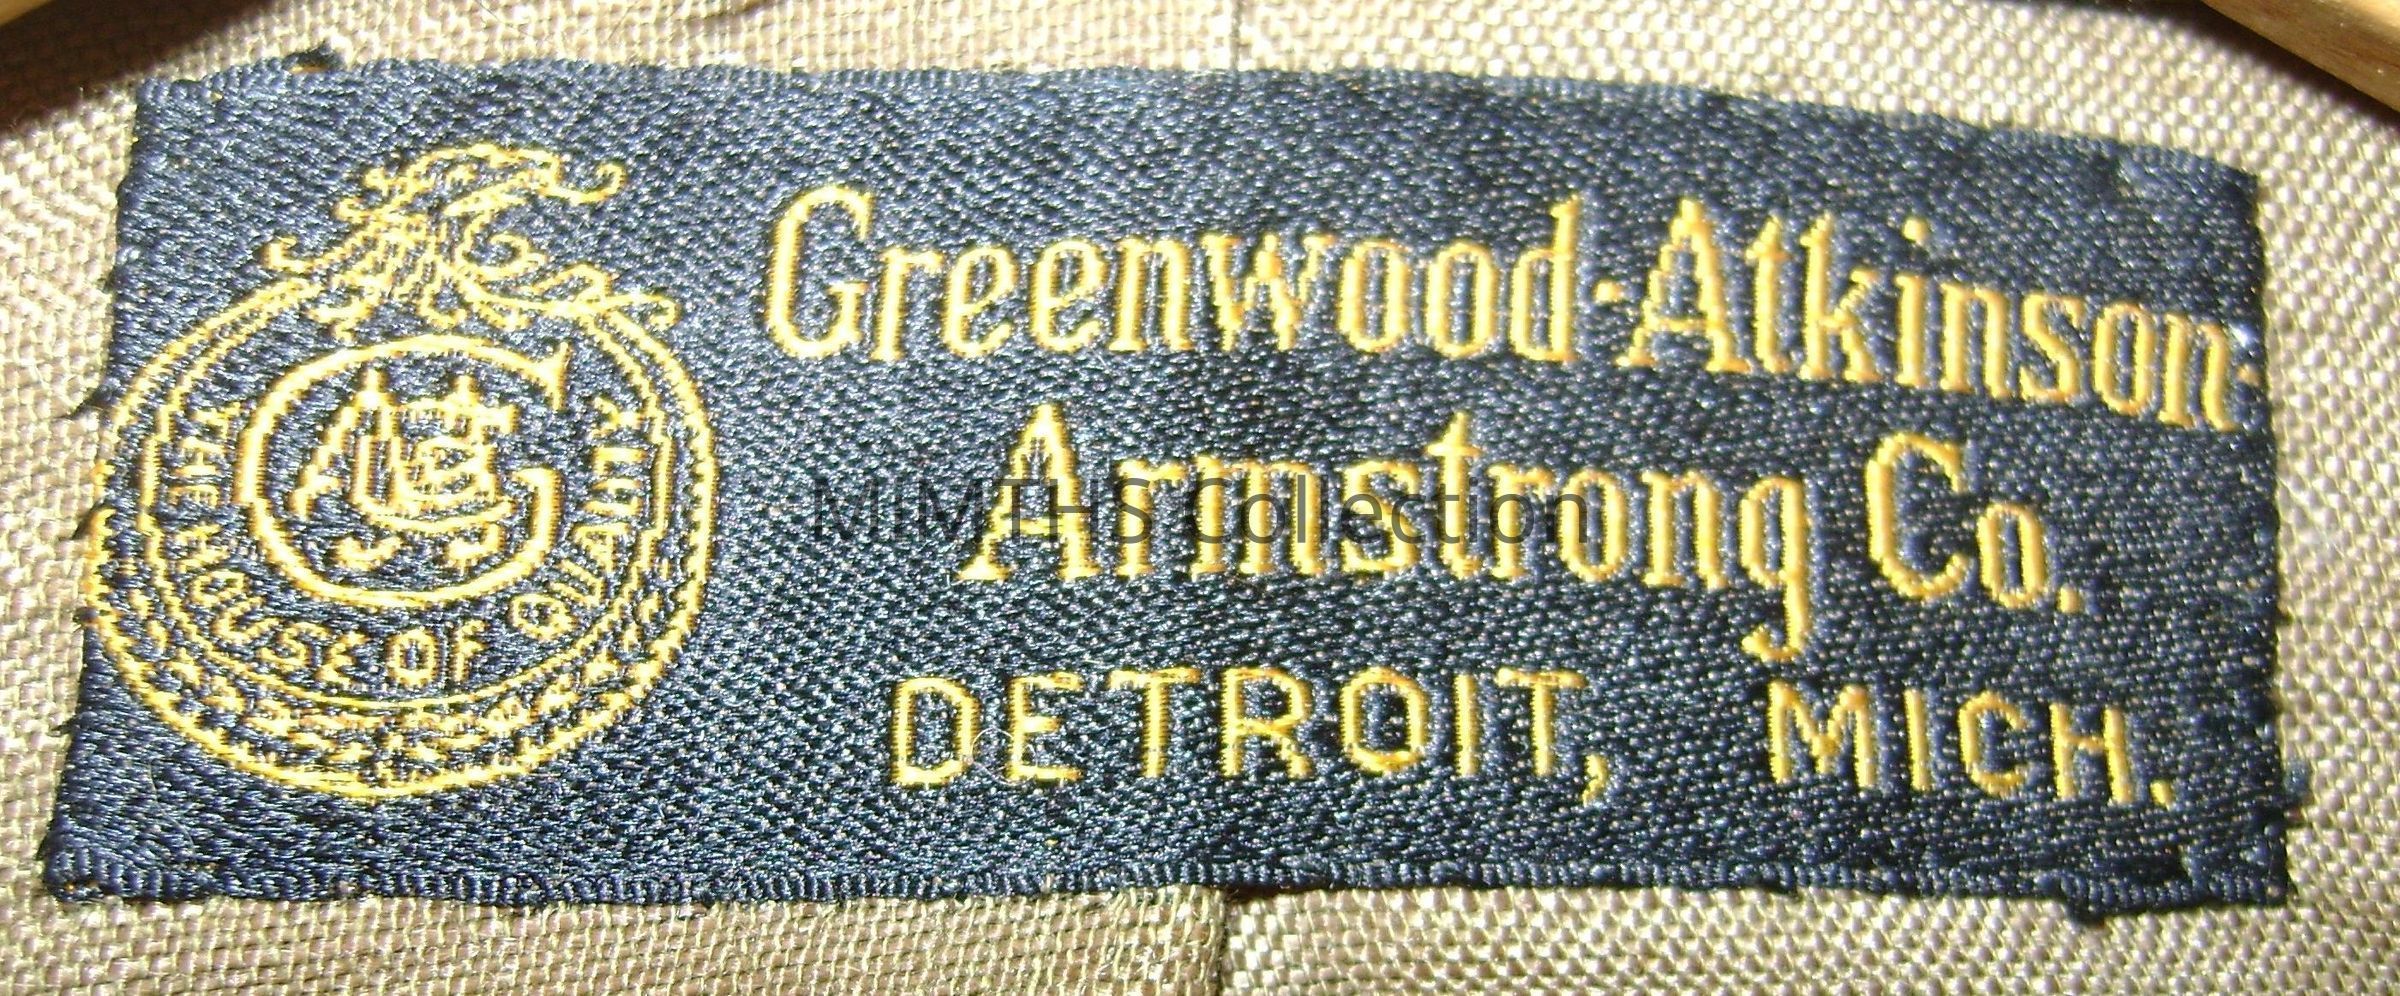 THE HOUSE OF QUALITY
Greenwood-Atkinson-
Armstrong Co.
DETROIT, MICH.
MIMTHS Collection